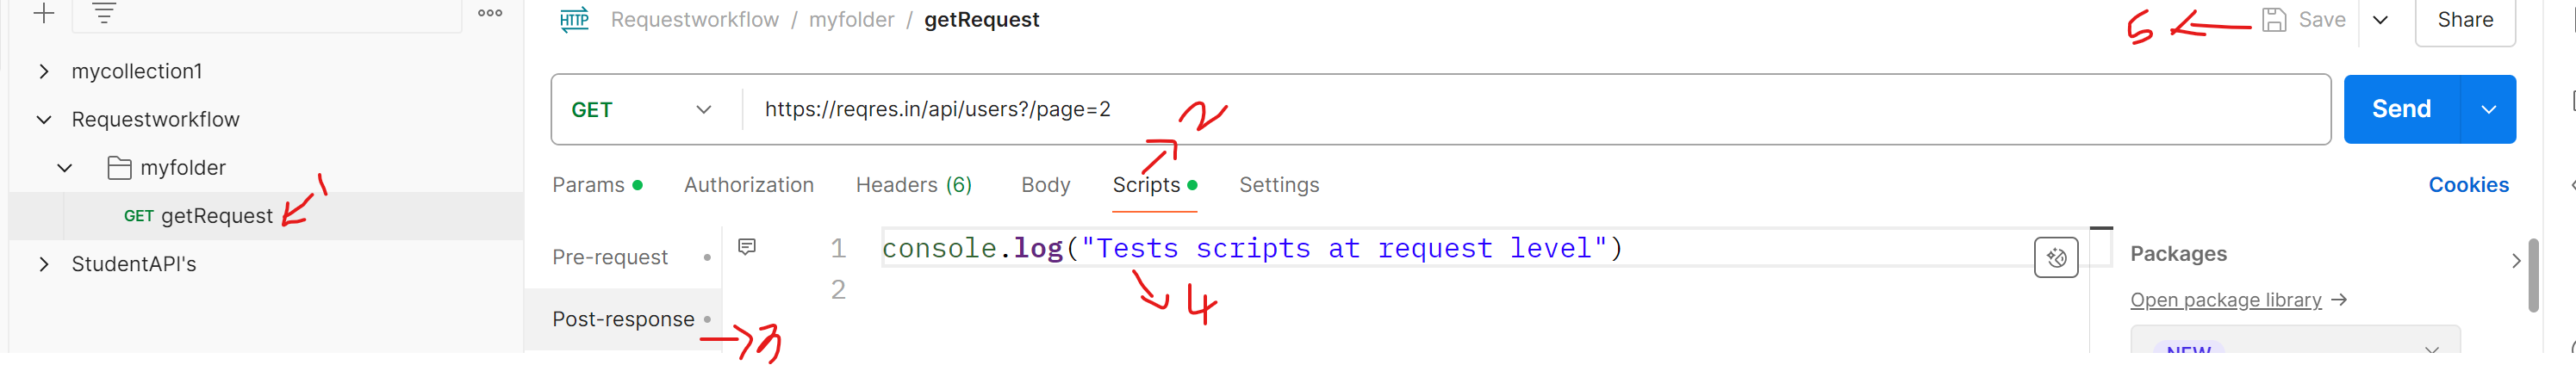 Requestworkflow / myfolder / getRequest
5
Save
Share
mycollection1
Requestworkflow
myfolder
GET getRequest
1
StudentAPI's
GET
https://reqres.in/api/users?/page=2
2
Send
Params
Authorization
Headers (6)
Body
Scripts
Settings
Cookies
Pre-request
Post-response
3
1 console.log("Tests scripts at request level")
2
4
Packages
Open package library →
NEW
HTTP